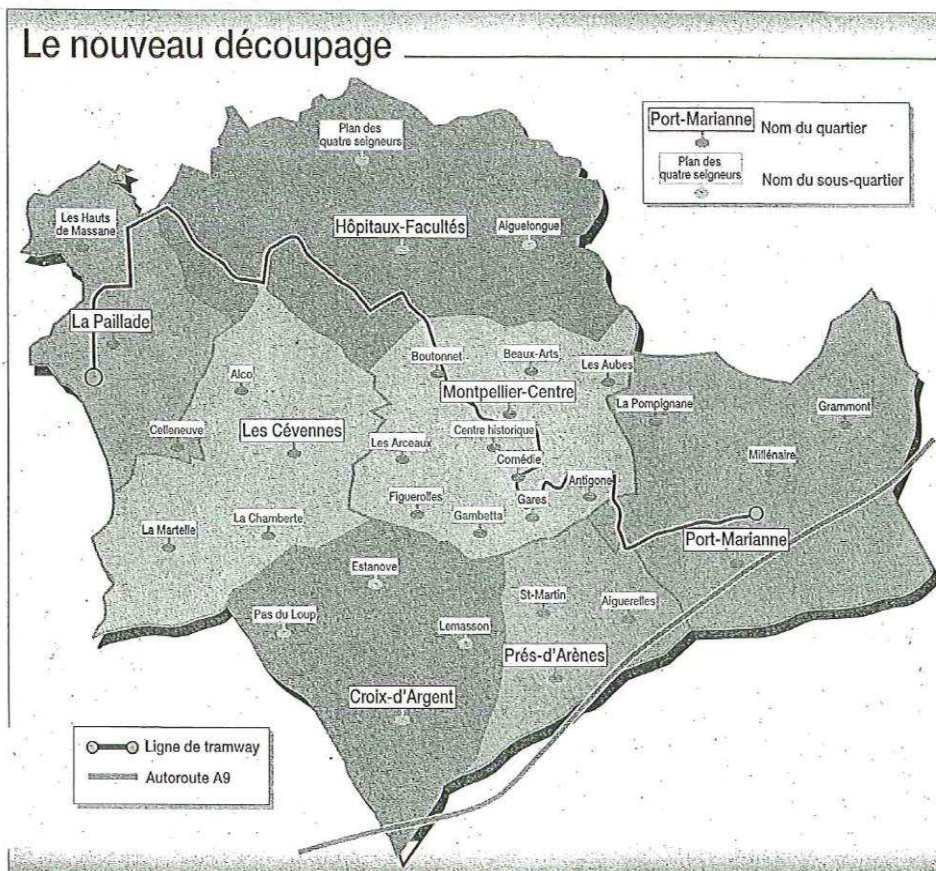 Le nouveau découpage
Port-Marianne
Nom du quartier
Plan des
quatre seigneurs
Nom du sous-quartier
Plan des
quatre seigneurs
Les Hauts
de Massane
Hôpitaux-Facultés
Aiguelongue
La Paillade
Boutonnet
Beaux-Arts
Les Aubes
Alco
Montpellier-Centre
La Pompignane
Grammont
Celleneuve
Les Cévennes
Les Arceaux
Centre historique
Comédie
Millénaire
Antigone
Figuerolles
Gares
Gambetta
La Martelle
La Chamberte
Port-Marianne
Estanove
St-Martin
Aiguerelles
Pas du Loup
Lemasson
Prés-d'Arènes
Croix-d'Argent
Ligne de tramway
Autoroute A9